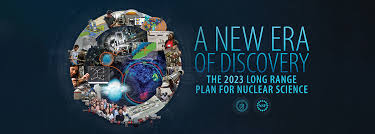 A NEW ERA
OF DISCOVERY
THE 2023 LONG RANGE
PLAN FOR NUCLEAR SCIENCE